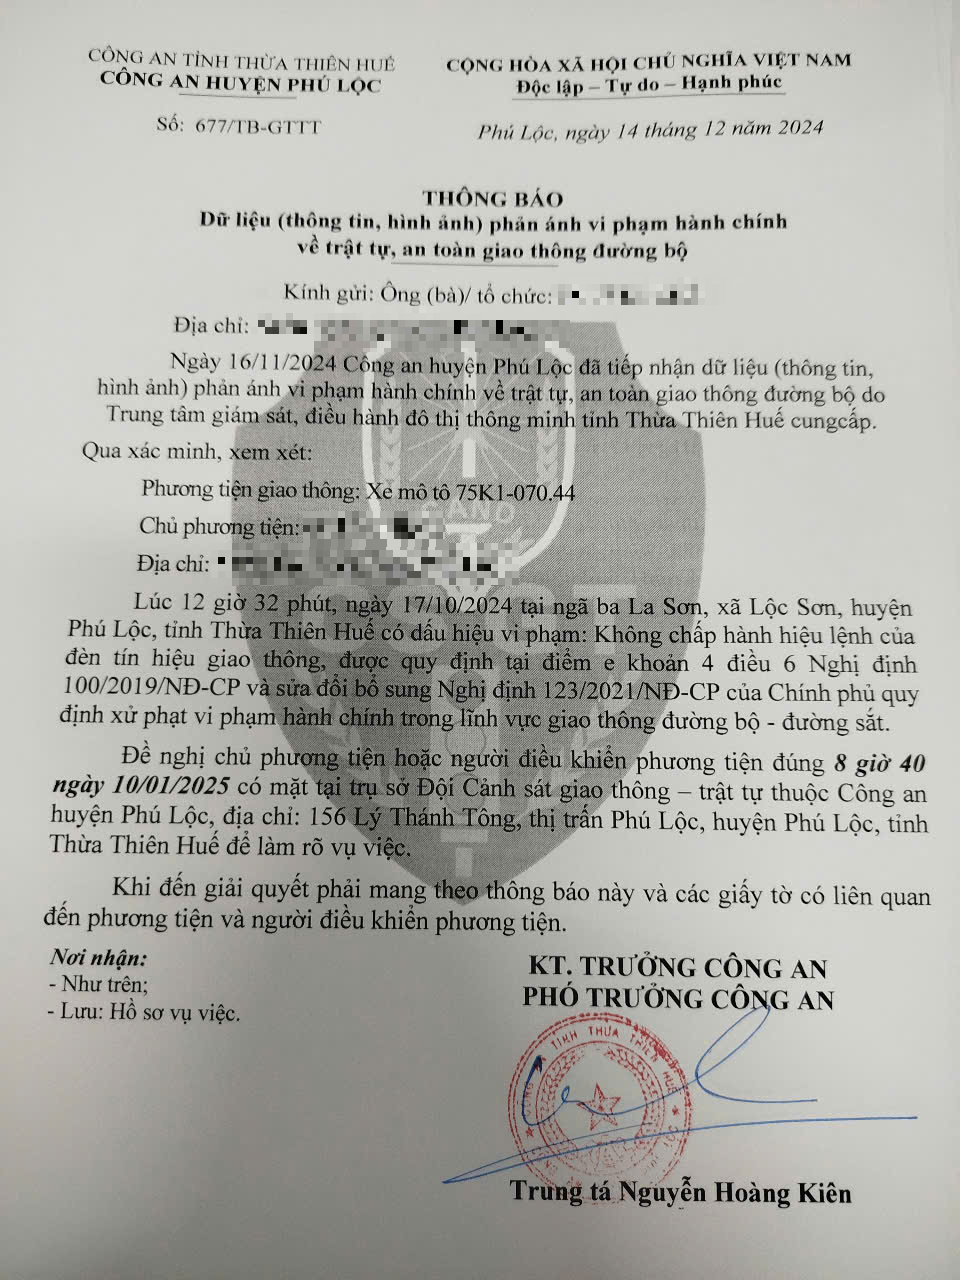 CÔNG AN TỈNH THỪA THIÊN HUẾ
CÔNG AN HUYỆN PHÚ LỘC
CỘNG HÒA XÃ HỘI CHỦ NGHĨA VIỆT NAM
Độc lập – Tự do – Hạnh phúc
Số: 677/TB-GTTT
Phú Lộc, ngày 14 tháng 12 năm 2024
THÔNG BÁO
Dữ liệu (thông tin, hình ảnh) phản ánh vi phạm hành chính
về trật tự, an toàn giao thông đường bộ
Kính gửi: Ông (bà)/ tổ chức:
Địa chỉ:
Ngày 16/11/2024 Công an huyện Phú Lộc đã tiếp nhận dữ liệu (thông tin,
hình ảnh) phản ánh vi phạm hành chính về trật tự, an toàn giao thông đường bộ do
Trung tâm giám sát, điều hành đô thị thông minh tỉnh Thừa Thiên Huế cungcấp.
Qua xác minh, xem xét:
Phương tiện giao thông: Xe mô tô 75K1-070.44
Chủ phương tiện:
Địa chỉ:
CAND
CSGT
Lúc 12 giờ 32 phút, ngày 17/10/2024 tại ngã ba La Sơn, xã Lộc Sơn, huyện
Phú Lộc, tỉnh Thừa Thiên Huế có dấu hiệu vi phạm: Không chấp hành hiệu lệnh của
đèn tín hiệu giao thông, được quy định tại điểm e khoản 4 điều 6 Nghị định
100/2019/NĐ-CP và sửa đổi bổ sung Nghị định 123/2021/NĐ-CP của Chính phủ quy
định xử phạt vi phạm hành chính trong lĩnh vực giao thông đường bộ - đường sắt.
Đề nghị chủ phương tiện hoặc người điều khiển phương tiện đúng 8 giờ 40
ngày 10/01/2025 có mặt tại trụ sở Đội Cảnh sát giao thông – trật tự thuộc Công an
huyện Phú Lộc, địa chỉ: 156 Lý Thánh Tông, thị trấn Phú Lộc, huyện Phú Lộc, tỉnh
Thừa Thiên Huế để làm rõ vụ việc.
Khi đến giải quyết phải mang theo thông báo này và các giấy tờ có liên quan
đến phương tiện và người điều khiển phương tiện.
Nơi nhận:
- Như trên;
- Lưu: Hồ sơ vụ việc.
KT. TRƯỞNG CÔNG AN
PHÓ TRƯỞNG CÔNG AN
TỈNH THỪA THIÊN HUẾ
Trung tá Nguyễn Hoàng Kiên